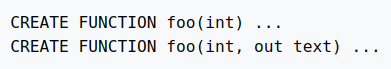 CREATE FUNCTION foo(int) ...
CREATE FUNCTION foo(int, out text) ...